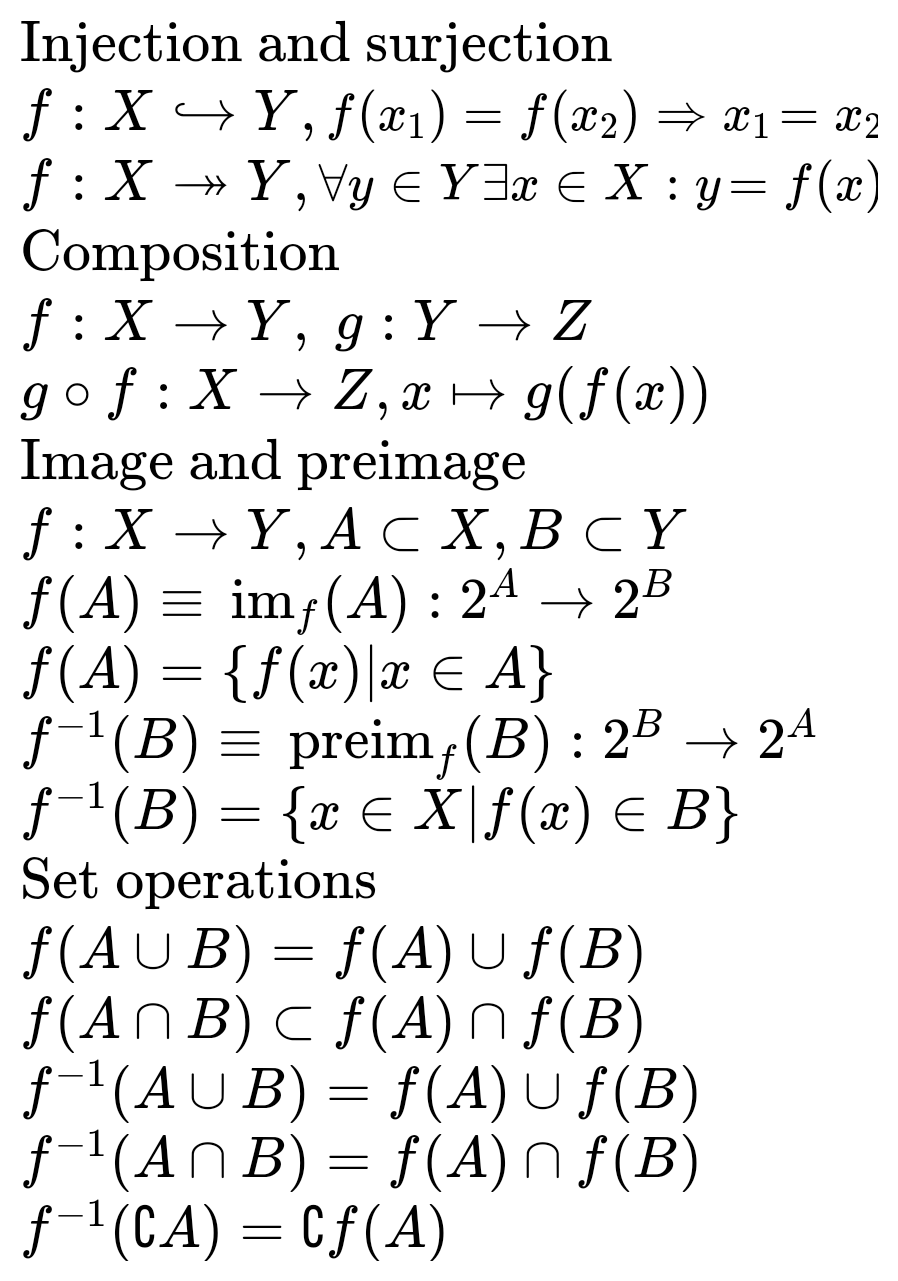 Injection and surjection
f : X ↪ Y, f(x₁) = f(x₂) ⇒ x₁ = x₂
f : X ↠ Y, ∀y ∈ Y ∃x ∈ X : y = f(x)
Composition
f : X → Y, g : Y → Z
g ∘ f : X → Z, x ↦ g(f(x))
Image and preimage
f : X → Y, A ⊂ X, B ⊂ Y
f(A) ≡ im_f(A) : 2^A → 2^B
f(A) = {f(x)|x ∈ A}
f⁻¹(B) ≡ preim_f(B) : 2^B → 2^A
f⁻¹(B) = {x ∈ X|f(x) ∈ B}
Set operations
f(A ∪ B) = f(A) ∪ f(B)
f(A ∩ B) ⊂ f(A) ∩ f(B)
f⁻¹(A ∪ B) = f(A) ∪ f(B)
f⁻¹(A ∩ B) = f(A) ∩ f(B)
f⁻¹(∁A) = ∁f(A)